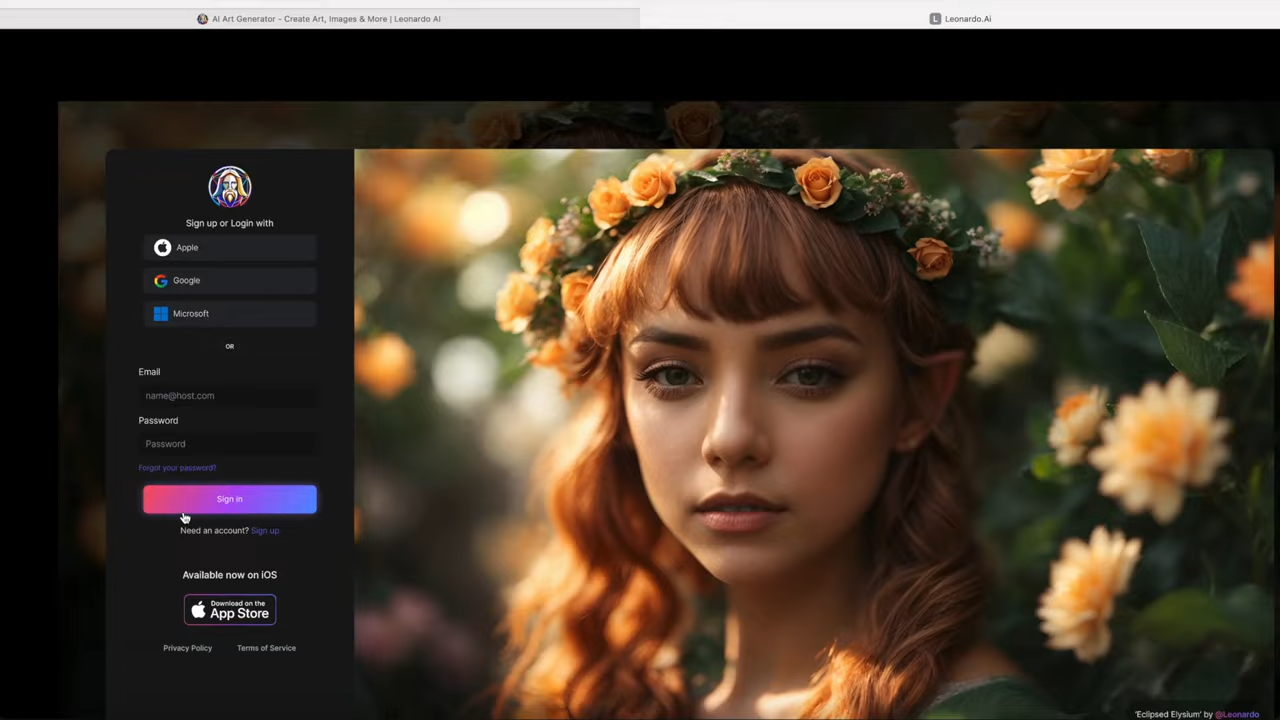 AI Art Generator - Create Art, Images & More | Leonardo AI
L Leonardo.Ai
Sign up or Login with
Apple
Google
Microsoft
OR
Email
name@host.com
Password
Password
Forgot your password?
Sign in
Need an account? Sign up
Available now on iOS
Download on the
App Store
Privacy Policy Terms of Service
'Eclipsed Elysium' by @Leonardo